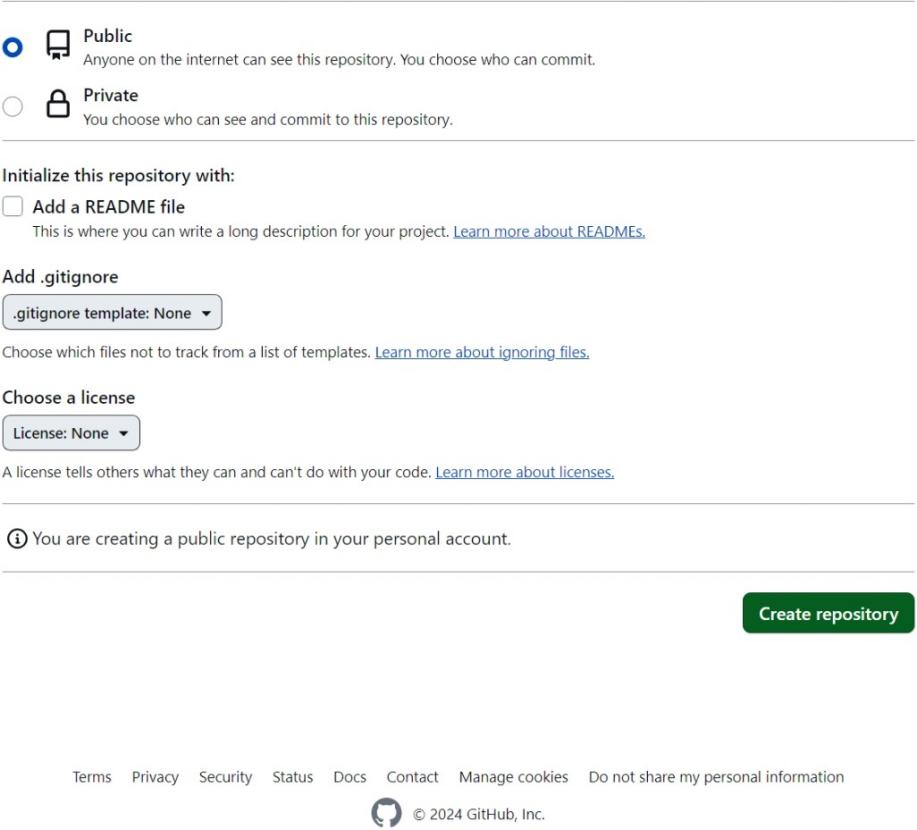 Public
Anyone on the internet can see this repository. You choose who can commit.
Private
You choose who can see and commit to this repository.
Initialize this repository with:
Add a README file
This is where you can write a long description for your project. Learn more about READMEs.
Add .gitignore
.gitignore template: None
Choose which files not to track from a list of templates. Learn more about ignoring files.
Choose a license
License: None
A license tells others what they can and can't do with your code. Learn more about licenses.
You are creating a public repository in your personal account.
Create repository
Terms Privacy Security Status Docs Contact Manage cookies Do not share my personal information
© 2024 GitHub, Inc.